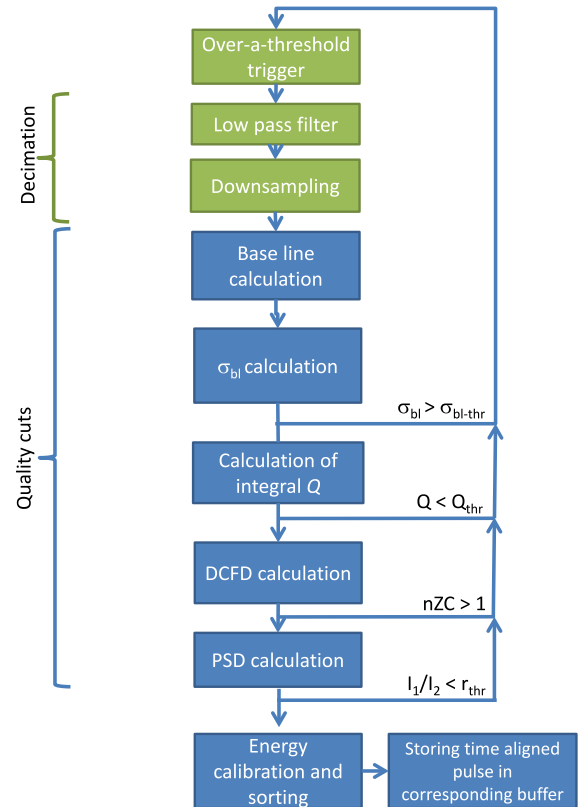 Over-a-threshold
trigger
Decimation
Low pass filter
Downsampling
Quality cuts
Base line
calculation
σbl calculation
σbl > σbl-thr
Calculation of
integral Q
Q < Qthr
DCFD calculation
nZC > 1
PSD calculation
I1/I2 < rthr
Energy
calibration and
sorting
Storing time aligned
pulse in
corresponding buffer